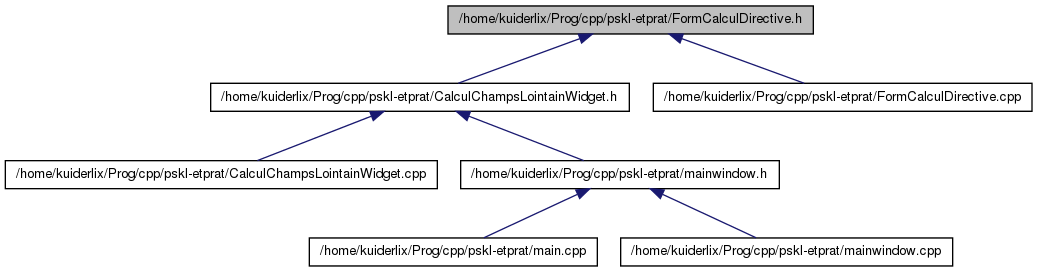 /home/kuiderlix/Prog/cpp/pskl-etprat/FormCalculDirective.h
/home/kuiderlix/Prog/cpp/pskl-etprat/CalculChampsLointainWidget.h
/home/kuiderlix/Prog/cpp/pskl-etprat/FormCalculDirective.cpp
/home/kuiderlix/Prog/cpp/pskl-etprat/CalculChampsLointainWidget.cpp
/home/kuiderlix/Prog/cpp/pskl-etprat/mainwindow.h
/home/kuiderlix/Prog/cpp/pskl-etprat/main.cpp
/home/kuiderlix/Prog/cpp/pskl-etprat/mainwindow.cpp